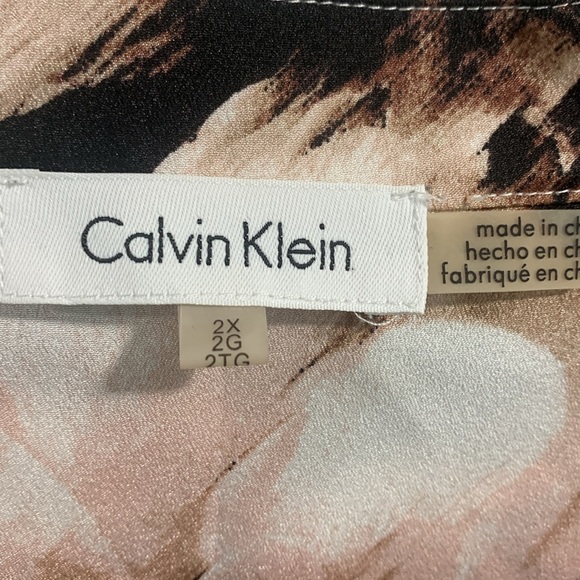 Calvin Klein
made in ch
hecho en ch
fabriqué en ch
2X
2G
2TG